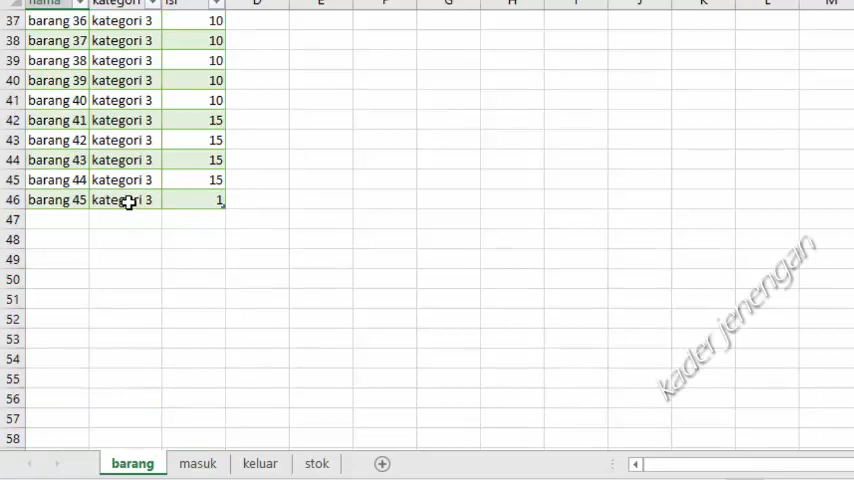 nama kategori isi D E F G H I J K L M
37 barang 36 kategori 3 10
38 barang 37 kategori 3 10
39 barang 38 kategori 3 10
40 barang 39 kategori 3 10
41 barang 40 kategori 3 10
42 barang 41 kategori 3 15
43 barang 42 kategori 3 15
44 barang 43 kategori 3 15
45 barang 44 kategori 3 15
46 barang 45 kategori 3 1
47
48
49
50
51
52
53
54
55
56
57
58
kader jenengan
barang masuk keluar stok